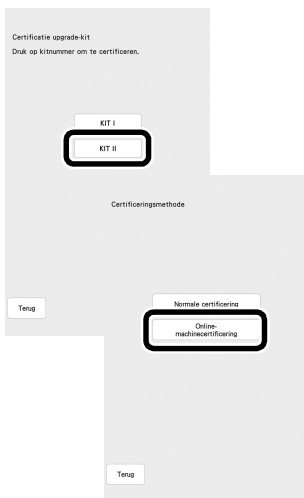 Certificatie upgrade-kit
Druk op kitnummer om te certificeren.
KIT I
KIT II
Terug
Certificeringsmethode
Normale certificering
Online-
machinecertificering
Terug